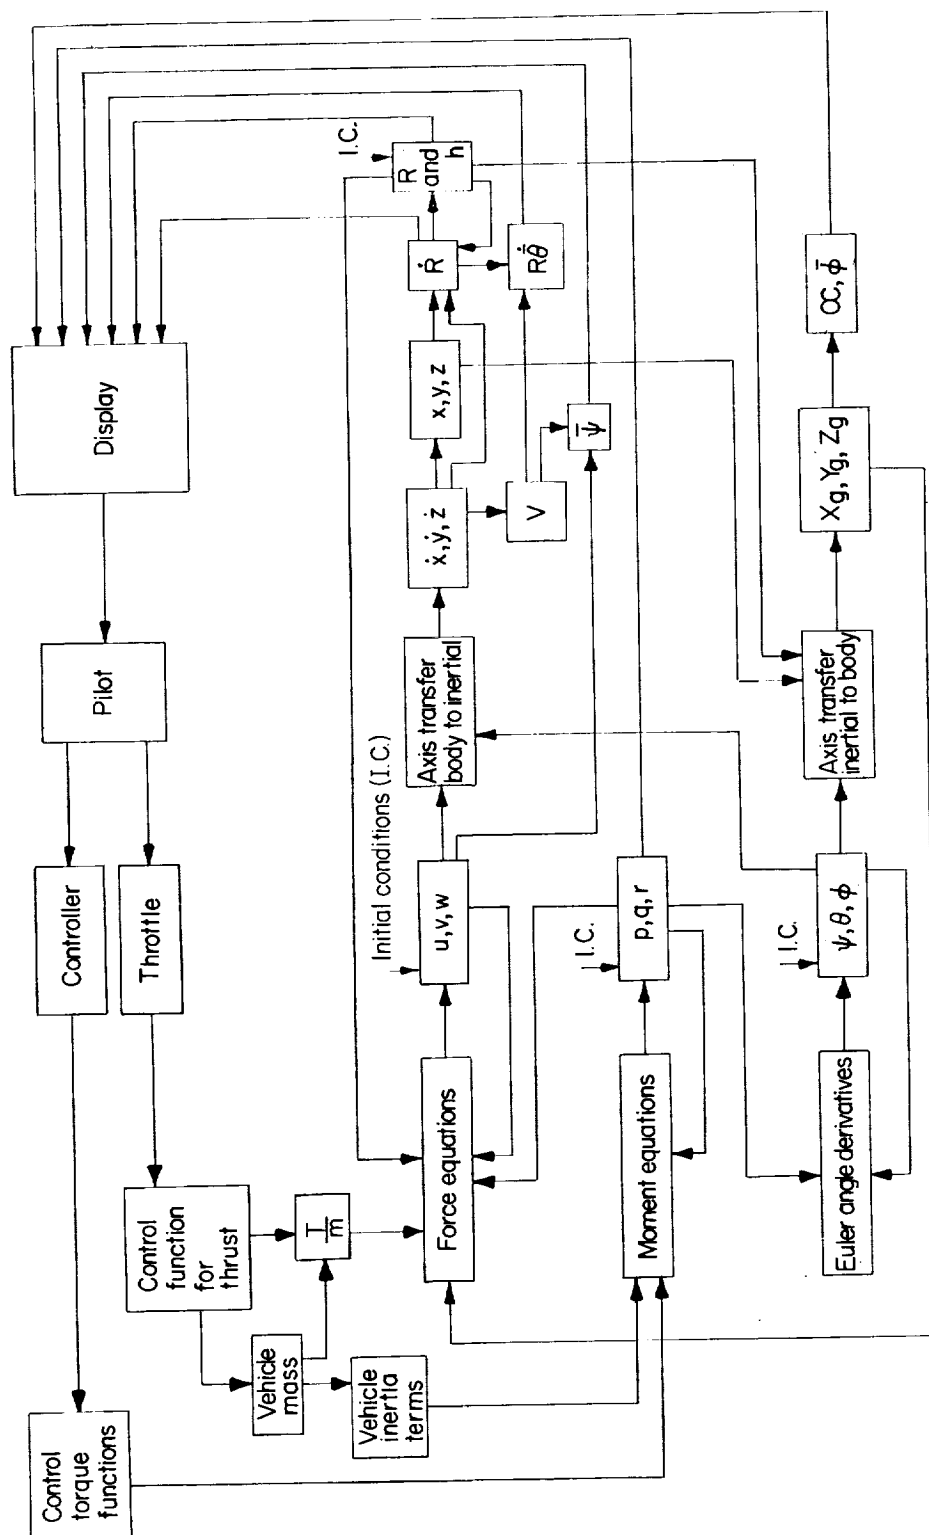 Display
Pilot
Controller
Throttle
Control
torque
functions
Control
function
for
thrust
Vehicle
mass
T
m
Vehicle
inertia
terms
Initial conditions (I.C.)
Force equations
u,v,w
Axis transfer
body to inertial
ẋ,ẏ,ż
x,y,z
Ṙ
R
and
h
I.C.
V
ψ̅
Rθ̅̇
Moment equations
I.C.
p,q,r
Euler angle derivatives
I.C.
ψ,θ,ϕ
Axis transfer
inertial to body
Xg,Yg,Zg
α,ϕ̅